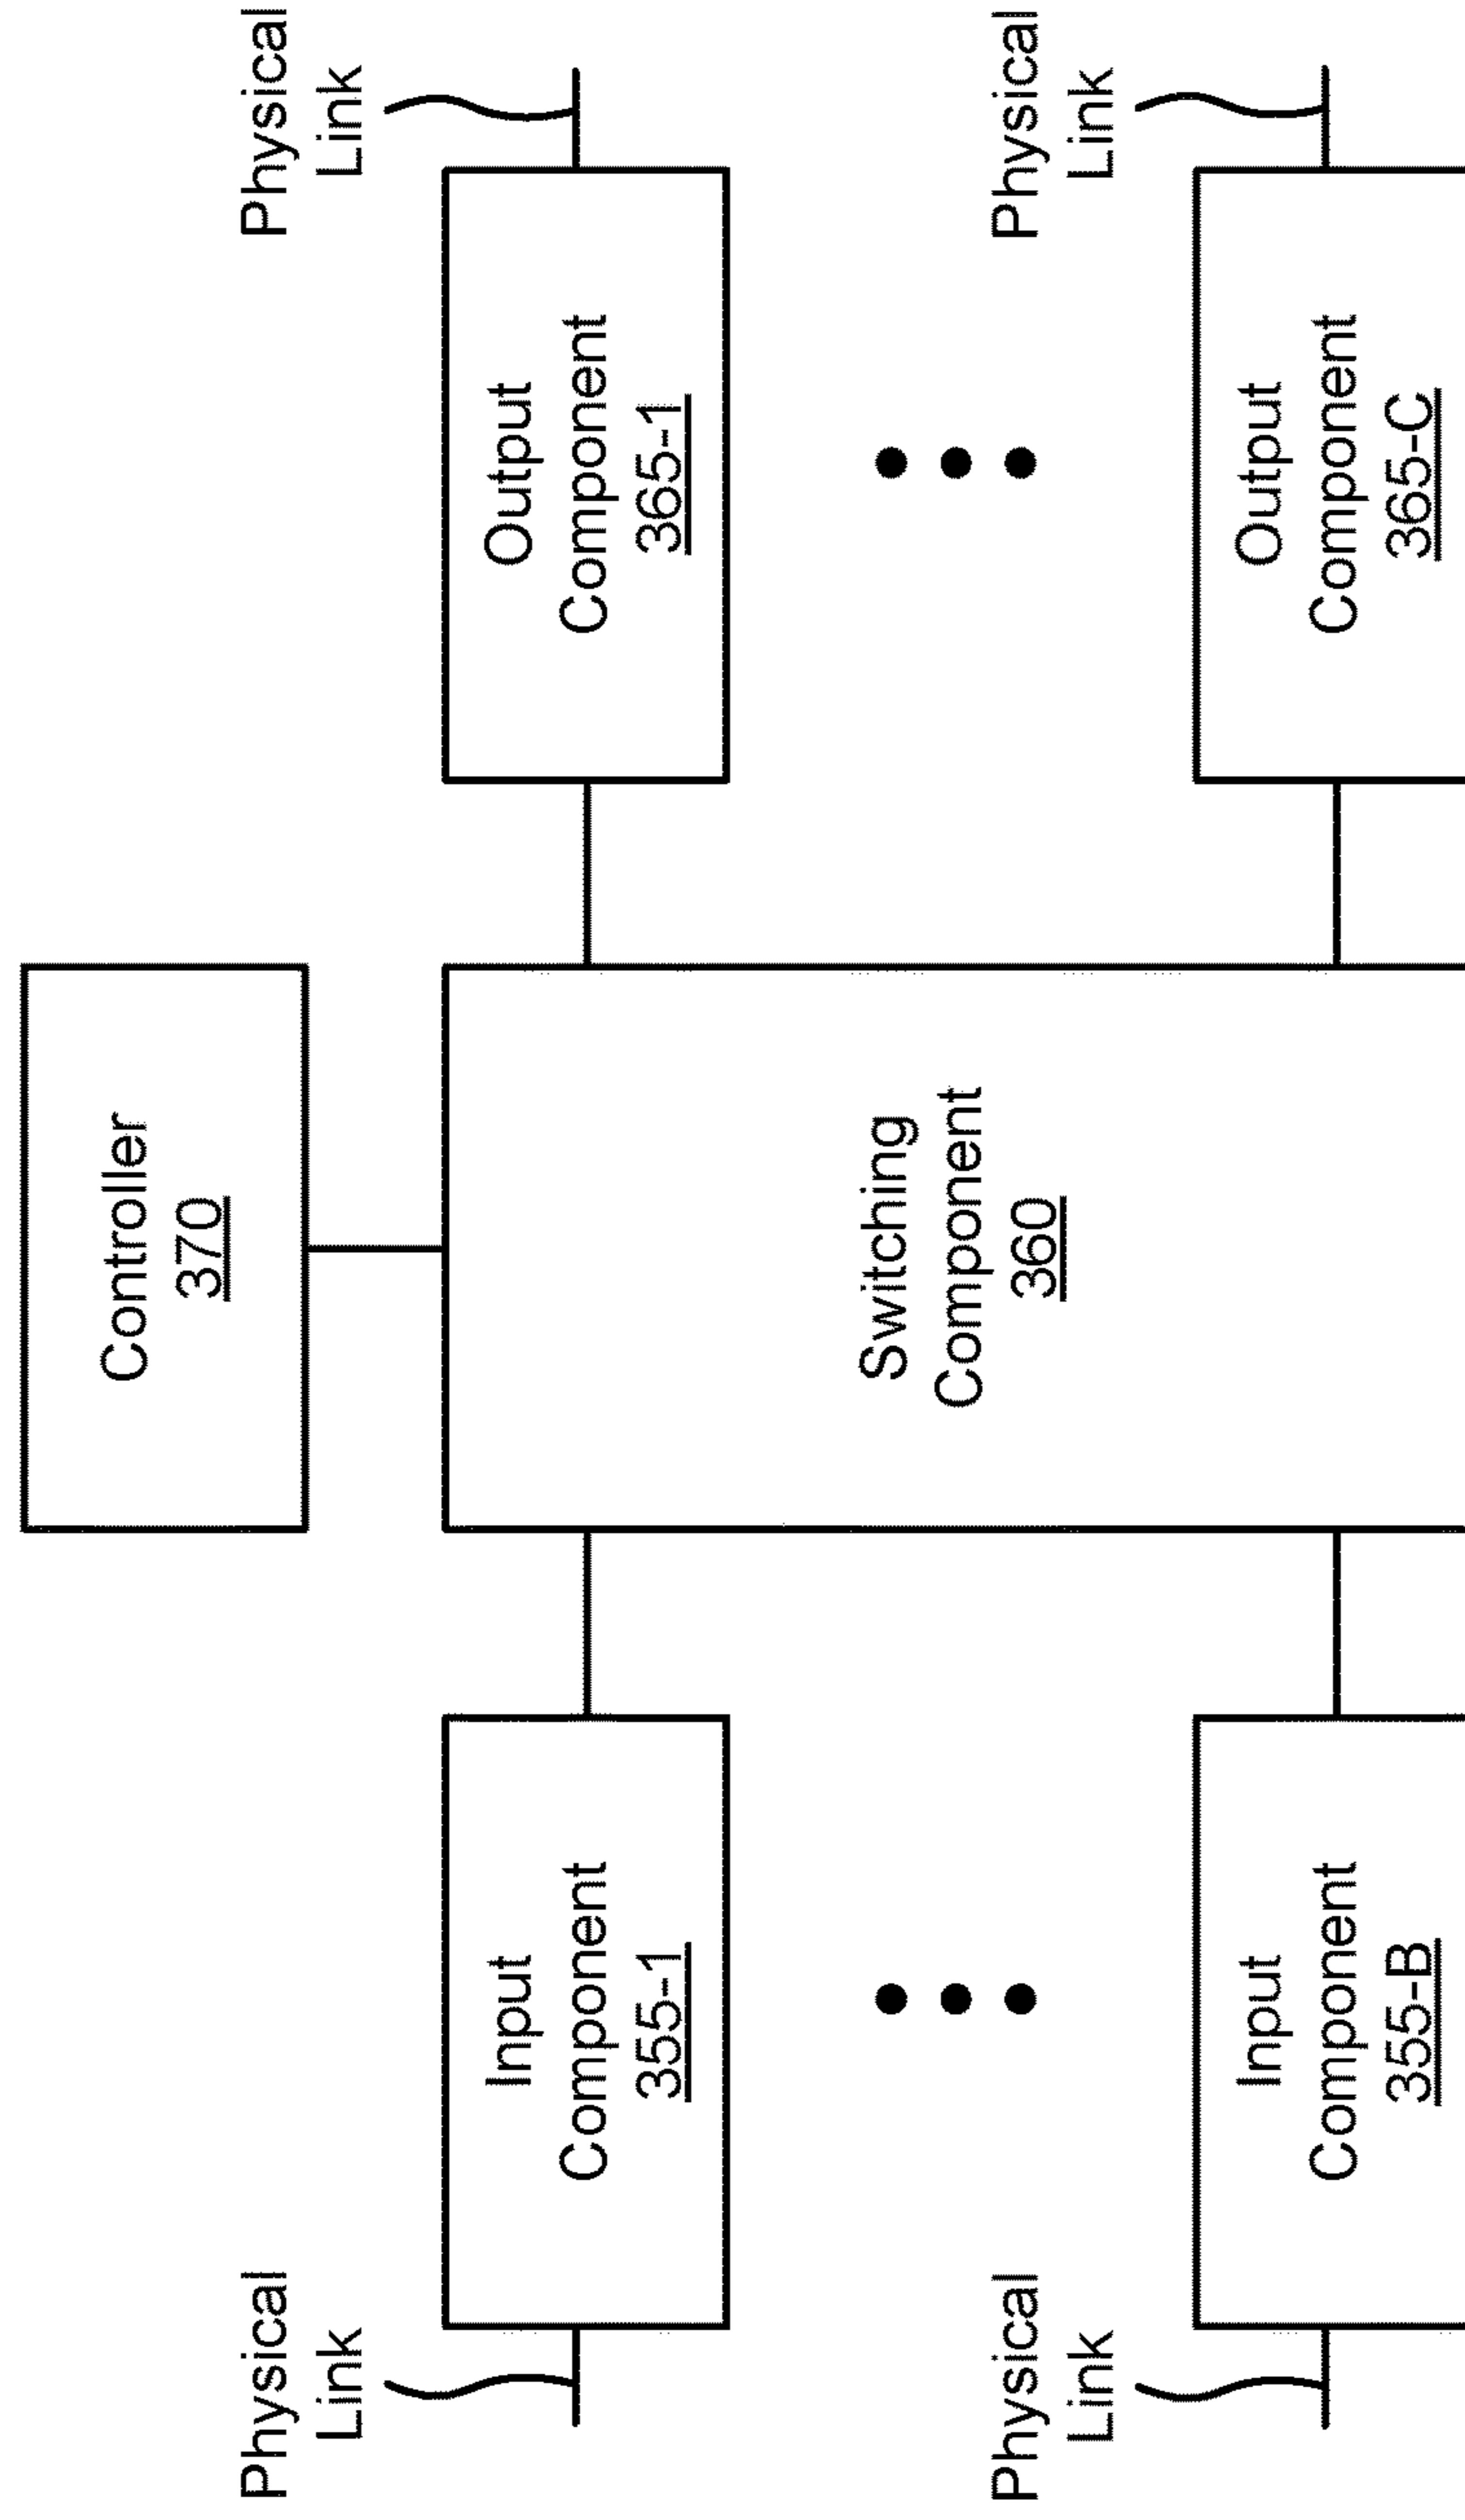 Controller
370
Physical
Link
Physical
Link
Input
Component
355-1
Switching
Component
360
Output
Component
365-1
Physical
Link
Physical
Link
Input
Component
355-B
Output
Component
365-C